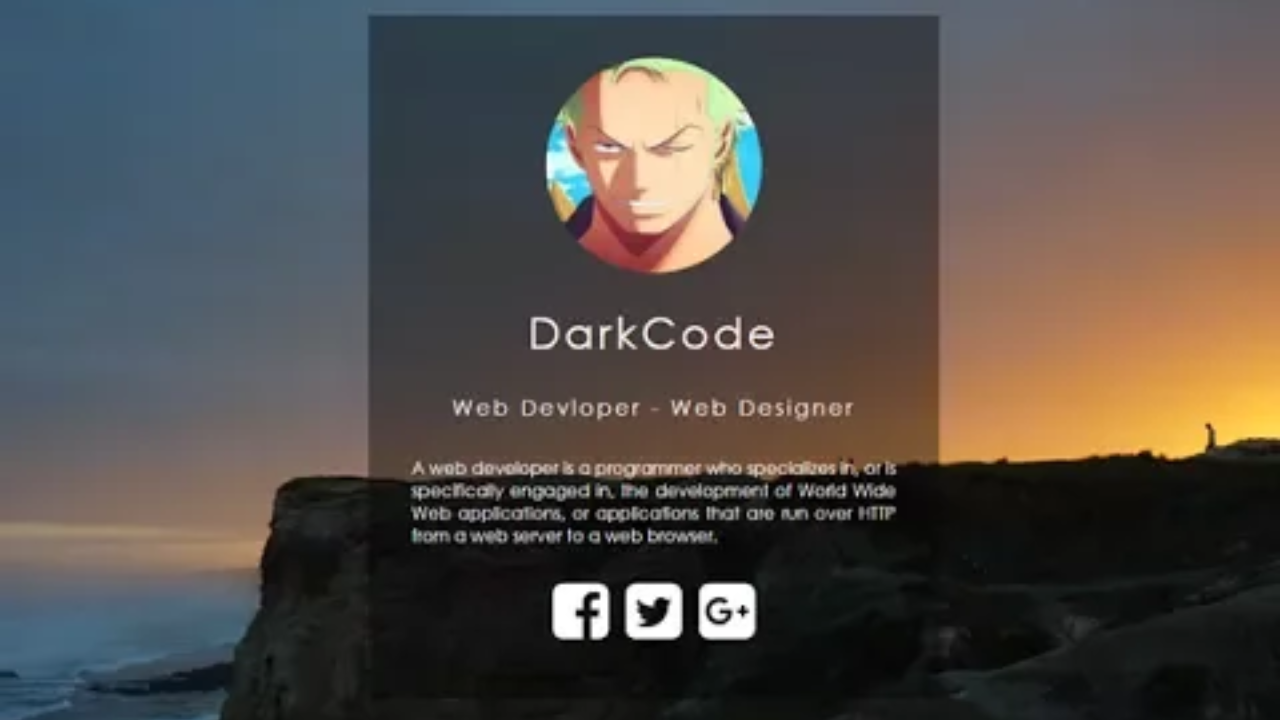 DarkCode
Web Devloper - Web Designer
A web developer is a programmer who specializes in, or is
specifically engaged in, the development of World Wide
Web applications, or applications that are run over HTTP
from a web server to a web browser.
f
G+